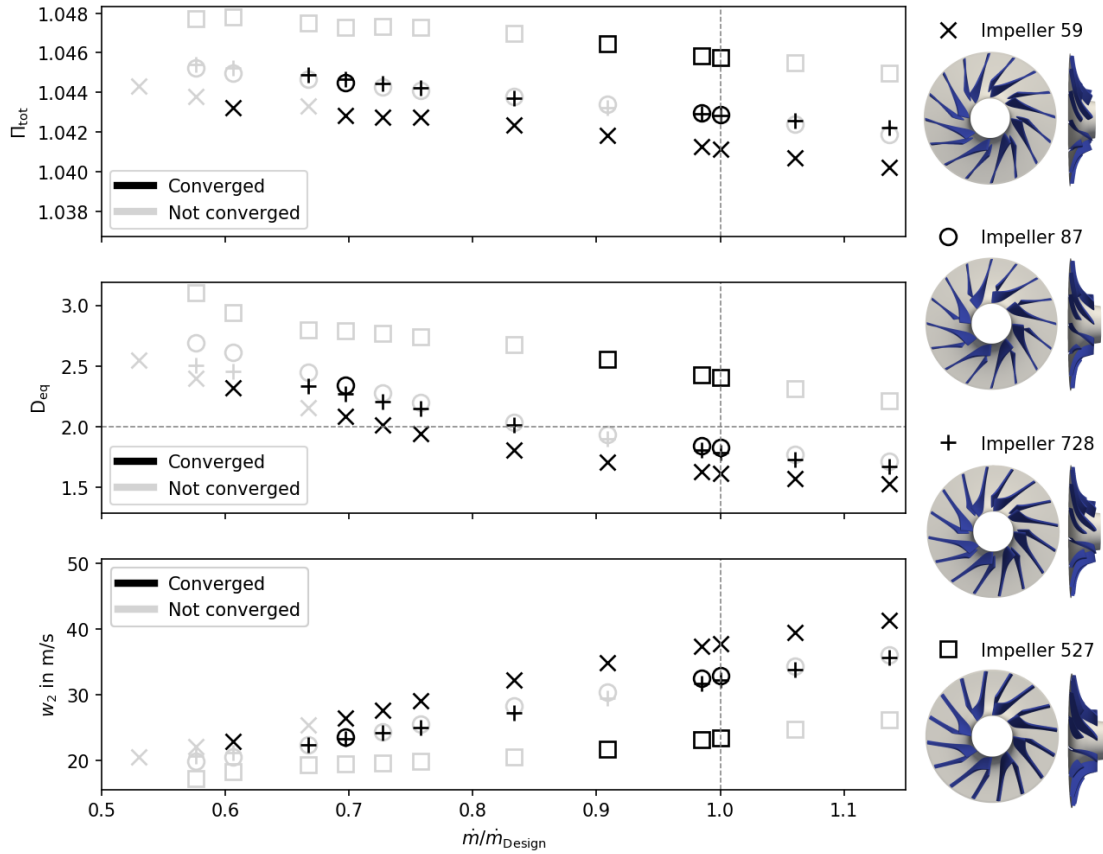 1.048
1.046
1.044
1.042
1.040
1.038
Π_tot
Converged
Not converged
3.0
2.5
2.0
1.5
D_eq
Converged
Not converged
50
40
30
20
w₂ in m/s
Converged
Not converged
0.5 0.6 0.7 0.8 0.9 1.0 1.1
ṁ/ṁ_Design
Impeller 59
Impeller 87
Impeller 728
Impeller 527